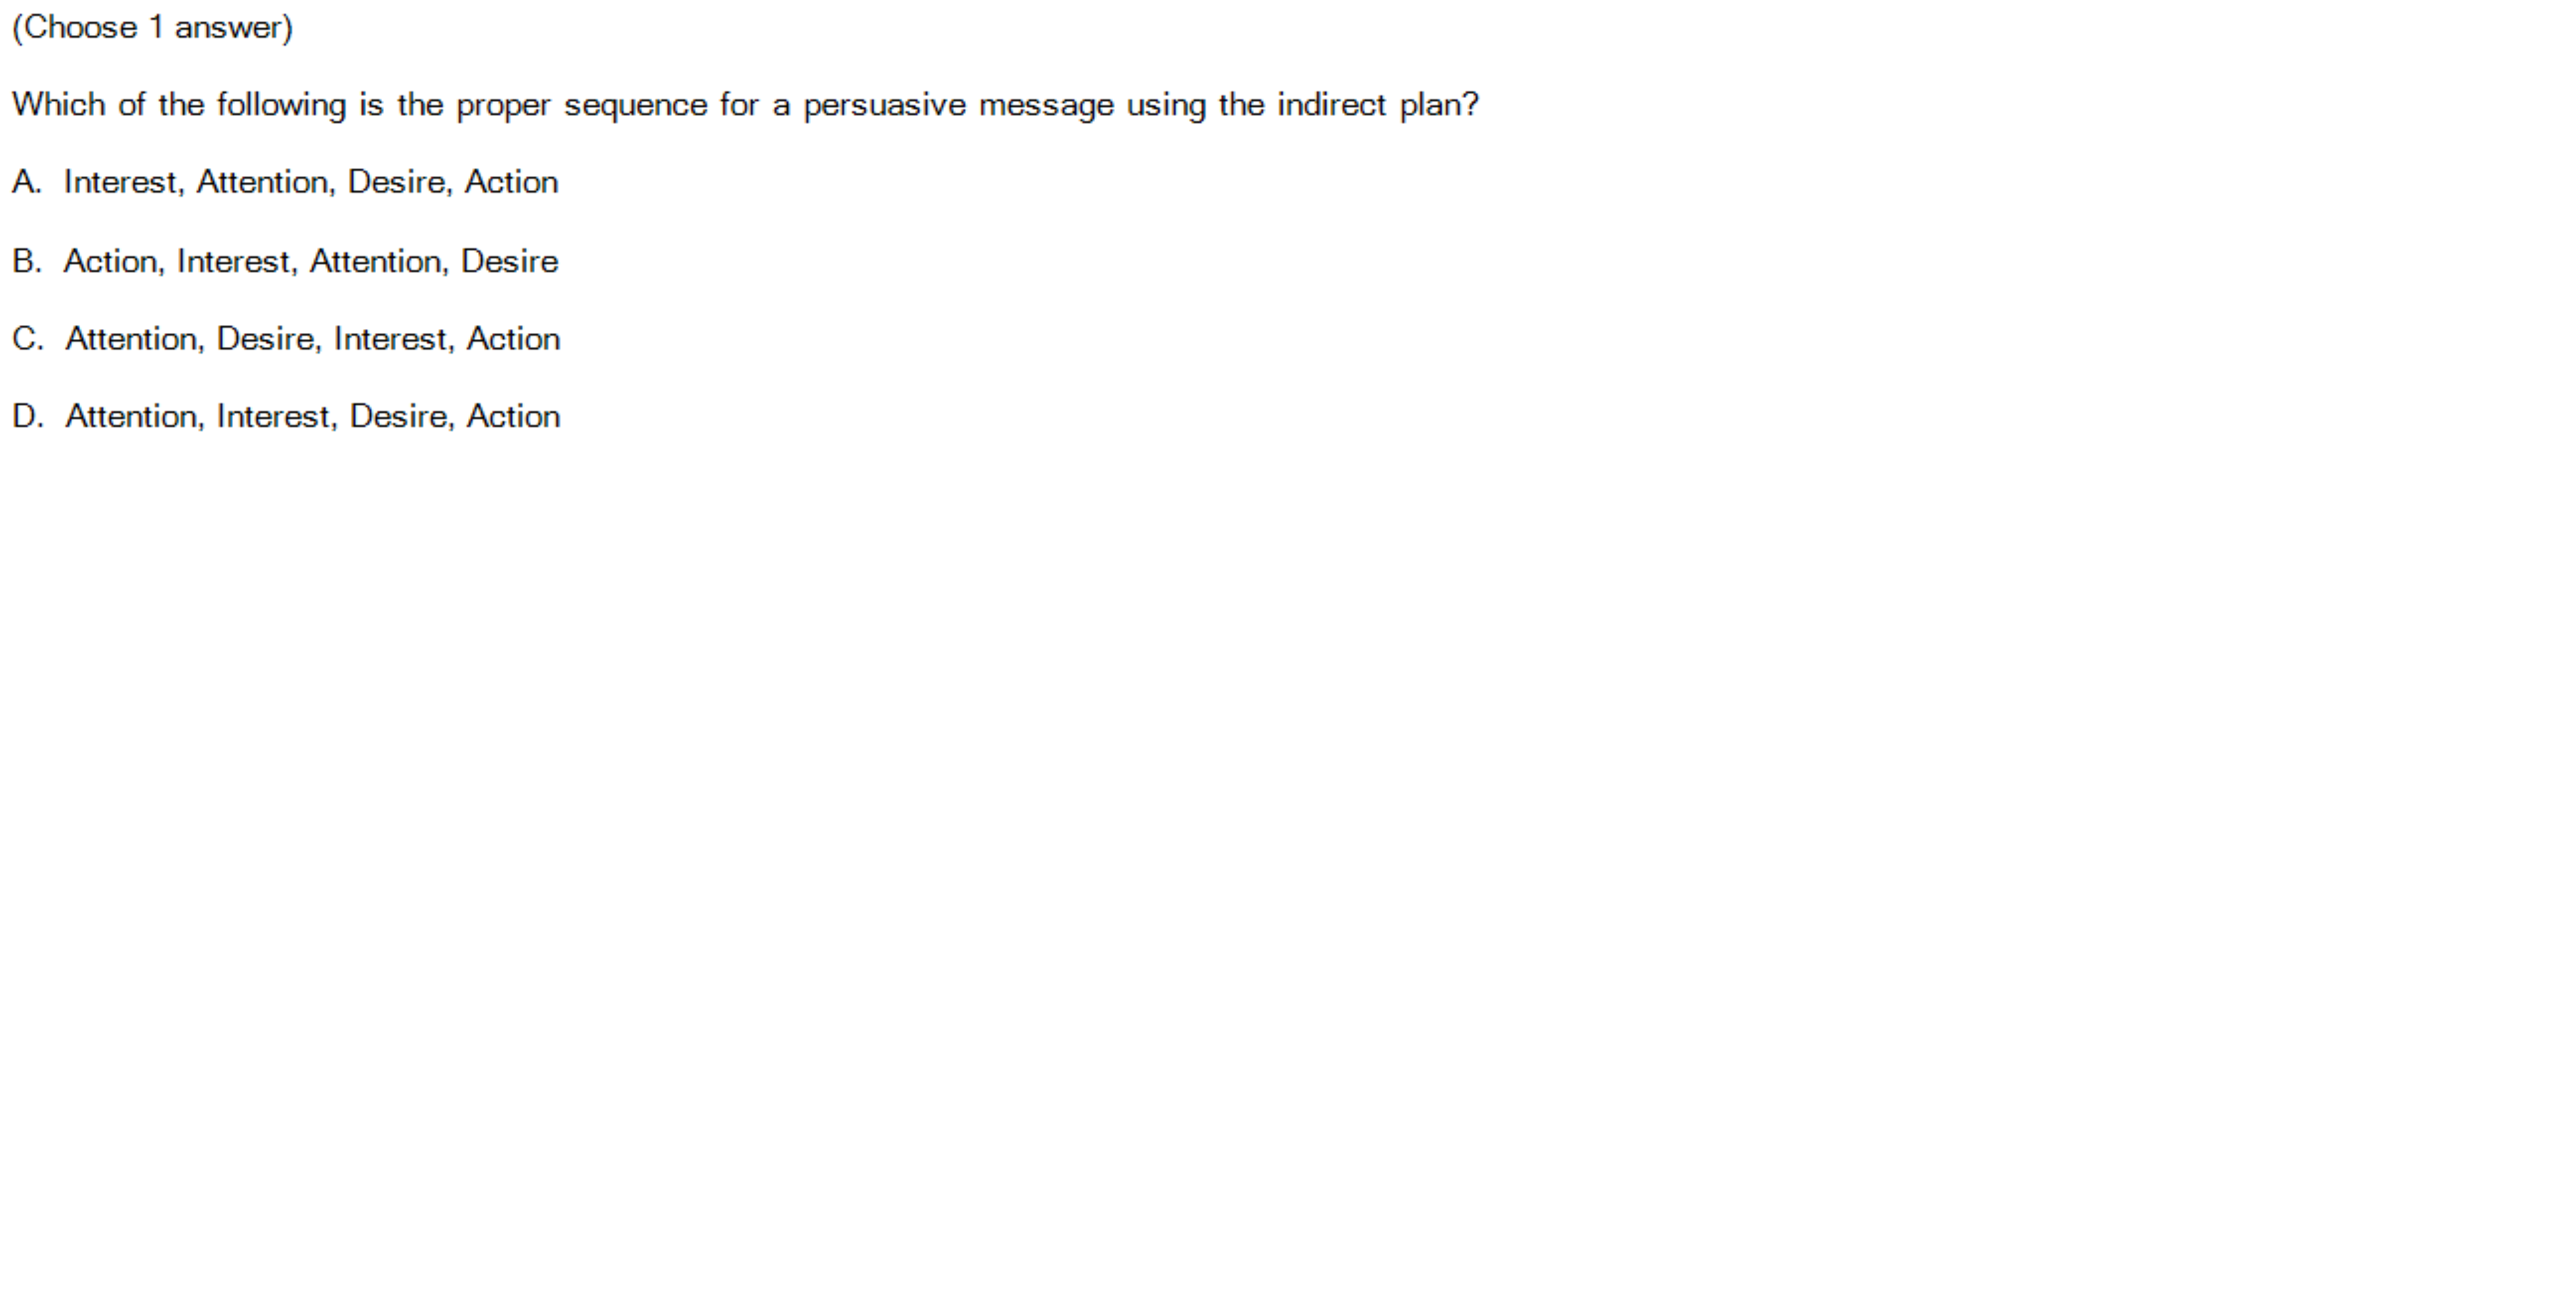 (Choose 1 answer)
Which of the following is the proper sequence for a persuasive message using the indirect plan?
A. Interest, Attention, Desire, Action
B. Action, Interest, Attention, Desire
C. Attention, Desire, Interest, Action
D. Attention, Interest, Desire, Action